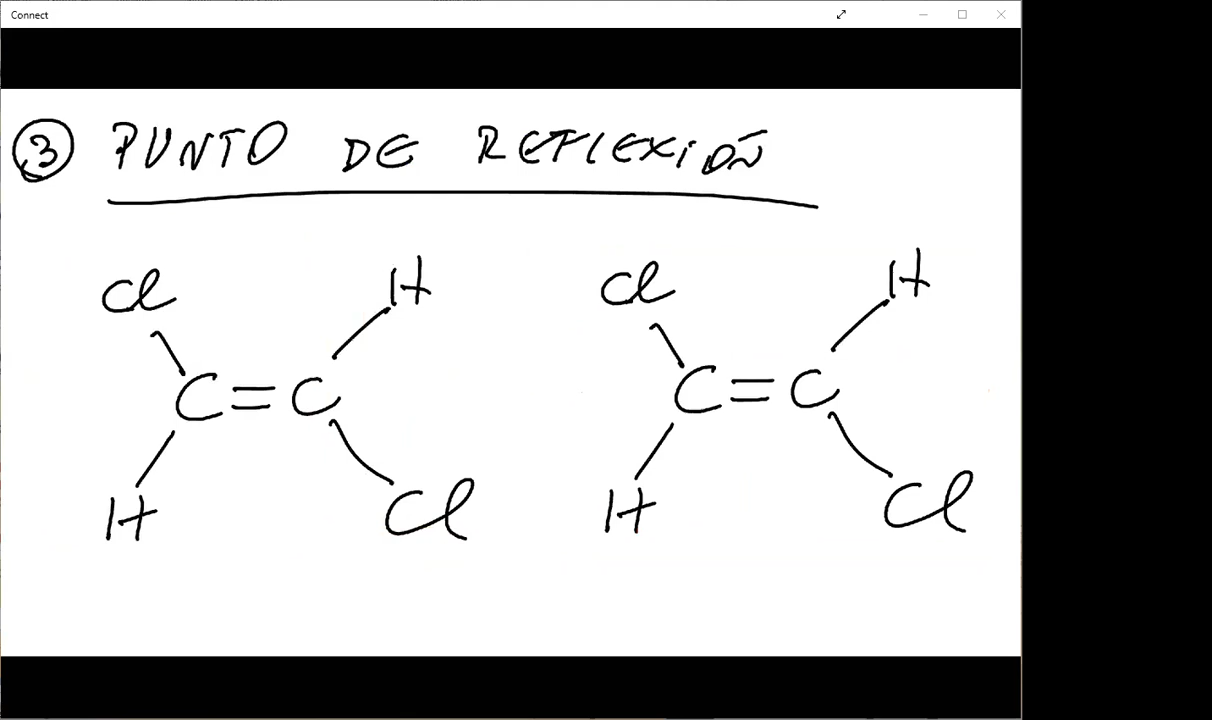 Connect
③ PUNTO DE REFLEXIÓN
Cl H Cl H
C=C C=C
H Cl H Cl